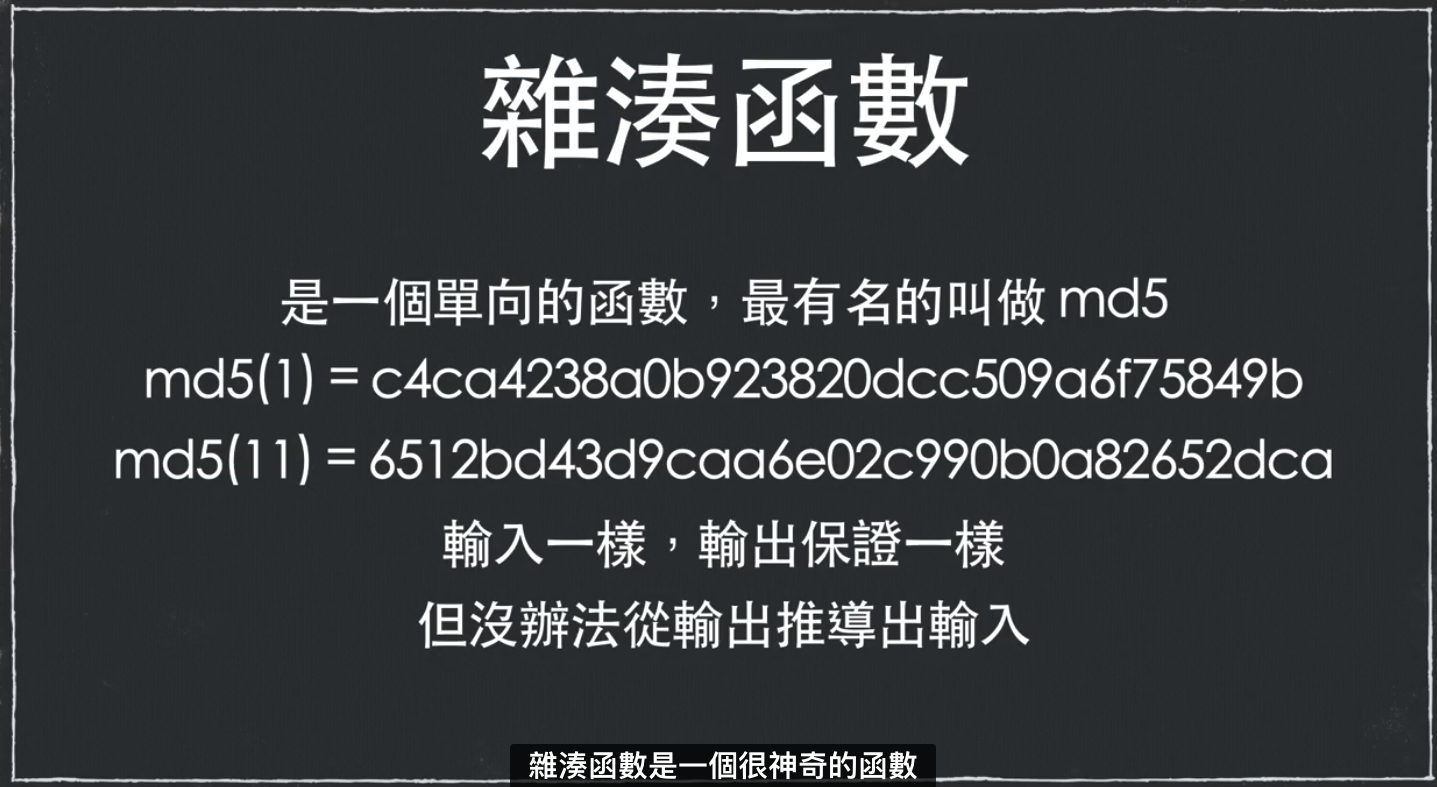 雜湊函數
是一個單向的函數，最有名的叫做 md5
md5(1) = c4ca4238a0b923820dcc509a6f75849b
md5(11) = 6512bd43d9caa6e02c990b0a82652dca
輸入一樣，輸出保證一樣
但沒辦法從輸出推導出輸入
雜湊函數是一個很神奇的函數